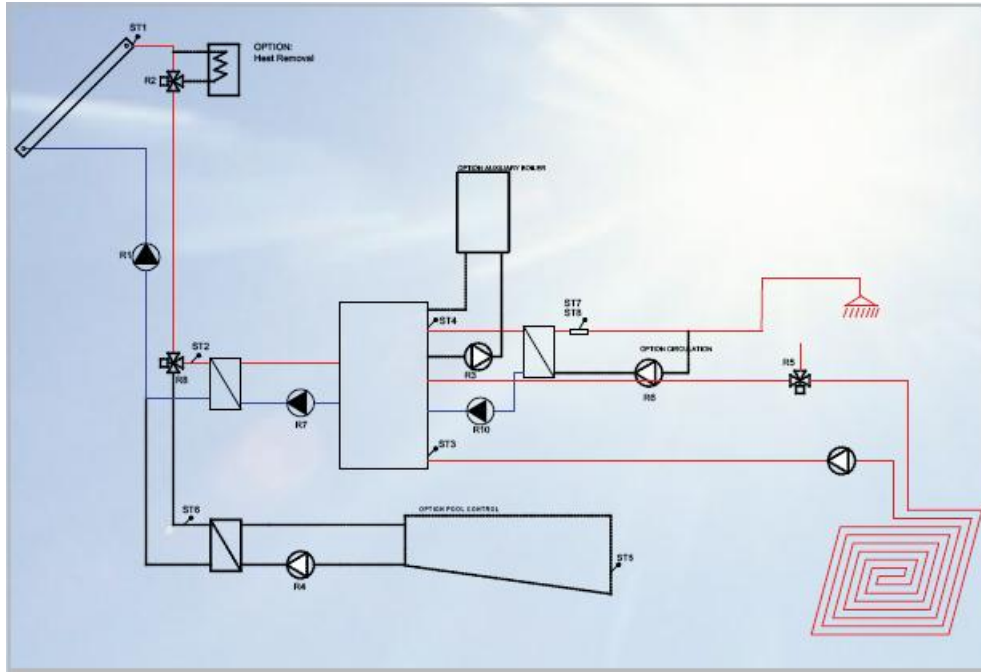 ST1
OPTION:
Heat Removal
R2
OPTION AUXILIARY BOILER
R1
ST7
ST8
ST4
ST2
OPTION CIRCULATION
R5
R8
R3
R6
R7
R10
ST3
OPTION POOL CONTROL
ST6
ST5
R4